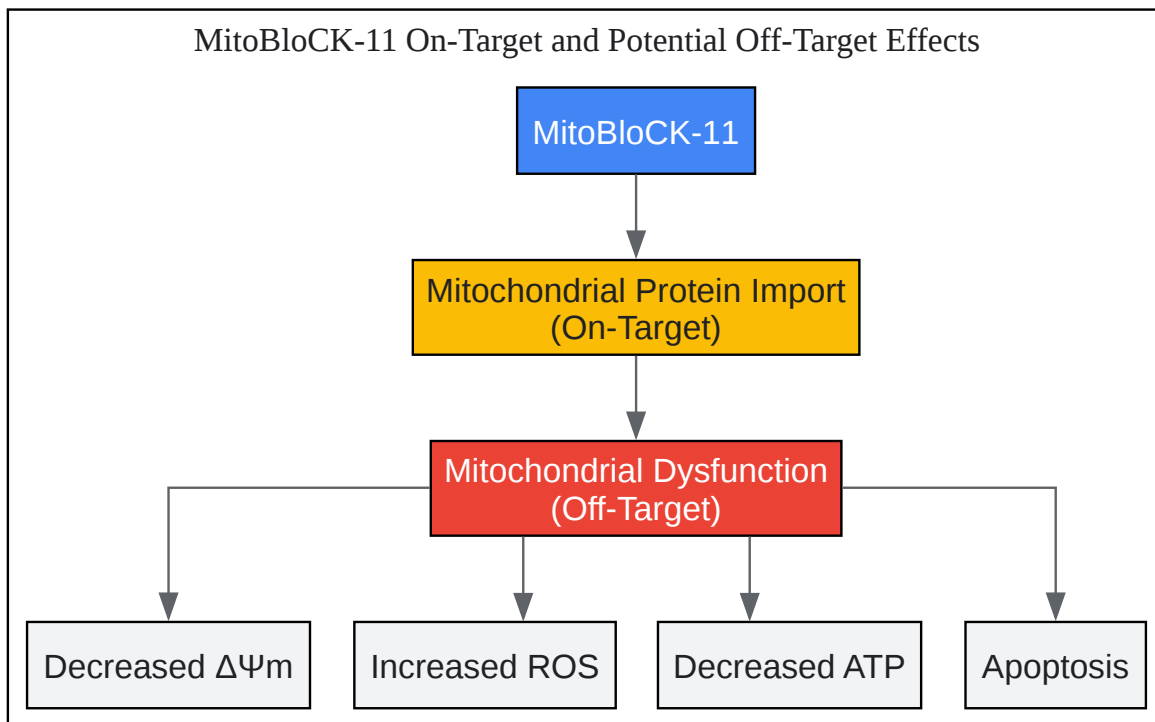 MitoBloCK-11 On-Target and Potential Off-Target Effects
MitoBloCK-11
Mitochondrial Protein Import
(On-Target)
Mitochondrial Dysfunction
(Off-Target)
Decreased ΔΨm
Increased ROS
Decreased ATP
Apoptosis